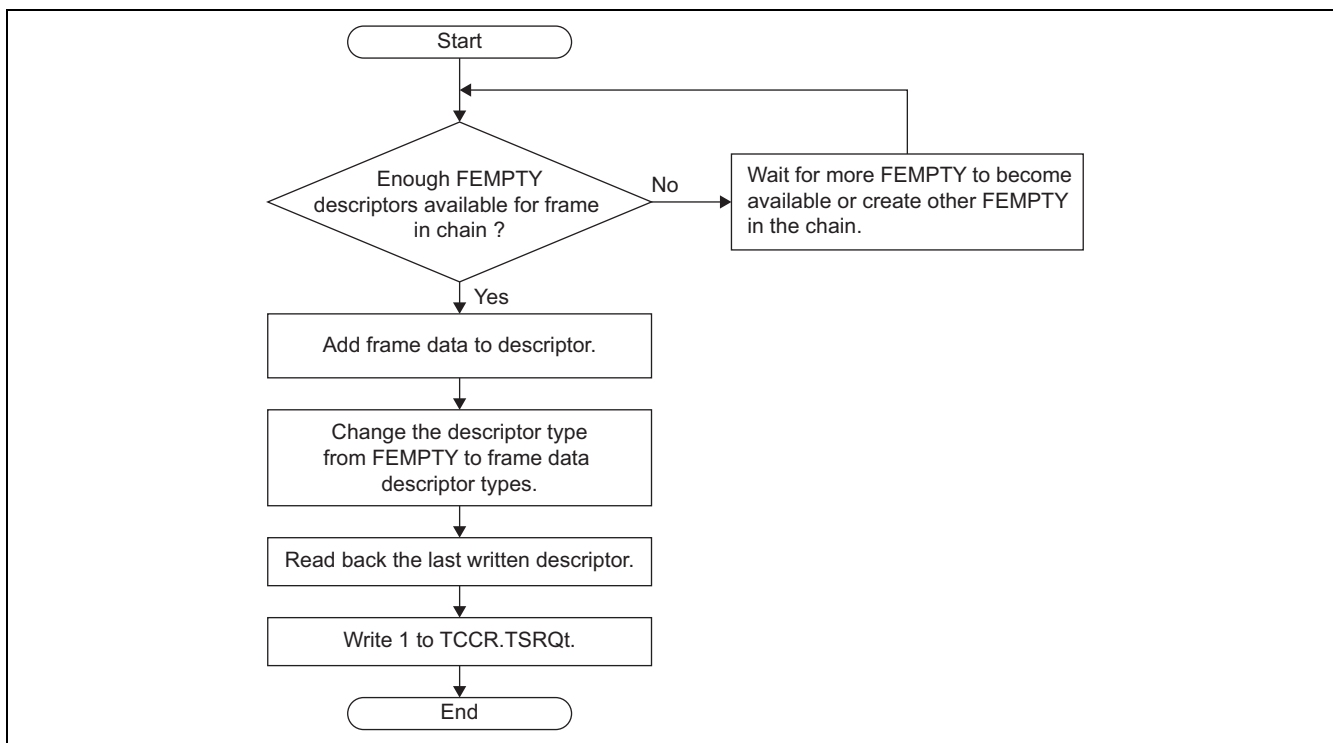 Start
Enough FEMPTY
descriptors available for frame
in chain ?
No
Wait for more FEMPTY to become
available or create other FEMPTY
in the chain.
Yes
Add frame data to descriptor.
Change the descriptor type
from FEMPTY to frame data
descriptor types.
Read back the last written descriptor.
Write 1 to TCCR.TSRQt.
End